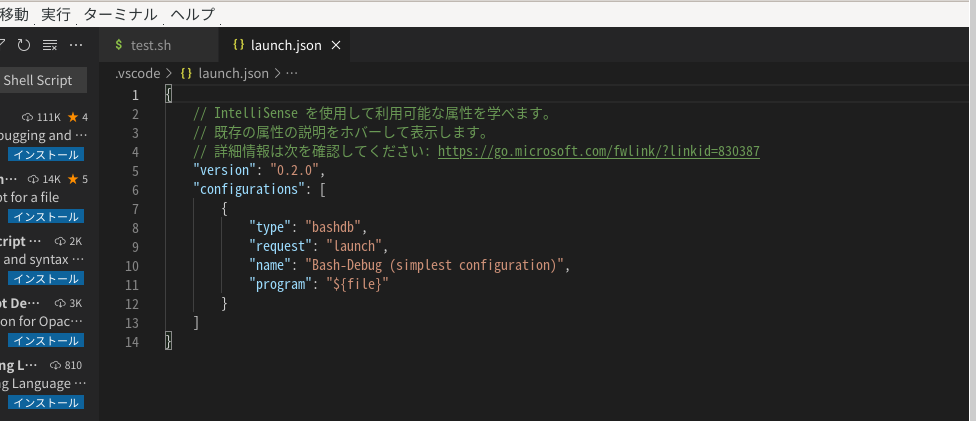 移動 実行 ターミナル ヘルプ
$ test.sh
{} launch.json ×
.vscode > {} launch.json > ...
Shell Script
111K ★ 4
bugging and ...
インストール
14K ★ 5
for a file
インストール
cript ... 2K
and syntax ...
インストール
De... 3K
on for Opac...
インストール
ng L... 810
ng Language ...
インストール
1 {
2 // IntelliSense を使用して利用可能な属性を学べます。
3 // 既存の属性の説明をホバーして表示します。
4 // 詳細情報は次を確認してください: https://go.microsoft.com/fwlink/?linkid=830387
5 "version": "0.2.0",
6 "configurations": [
7 {
8 "type": "bashdb",
9 "request": "launch",
10 "name": "Bash-Debug (simplest configuration)",
11 "program": "${file}"
12 }
13 ]
14 }